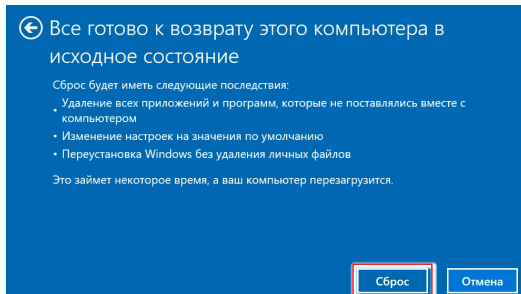 Все готово к возврату этого компьютера в
исходное состояние
Сброс будет иметь следующие последствия:
• Удаление всех приложений и программ, которые не поставлялись вместе с
компьютером
• Изменение настроек на значения по умолчанию
• Переустановка Windows без удаления личных файлов
Это займет некоторое время, а ваш компьютер перезагрузится.
Сброс
Отмена